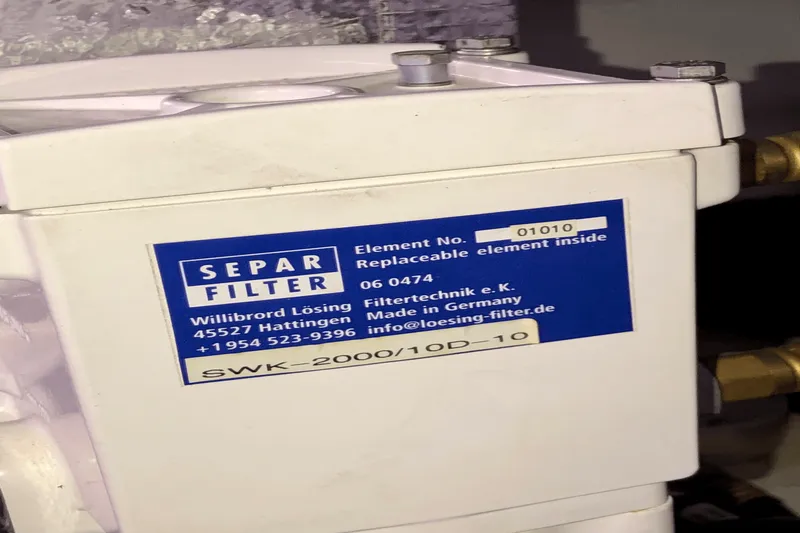 SEPAR
FILTER
Willibrord Lösing
45527 Hattingen
+1 954 523-9396
Element No. 01010
Replaceable element inside
06 0474
Filtertechnik e.K.
Made in Germany
info@loesing-filter.de
SWK-2000/10D-10